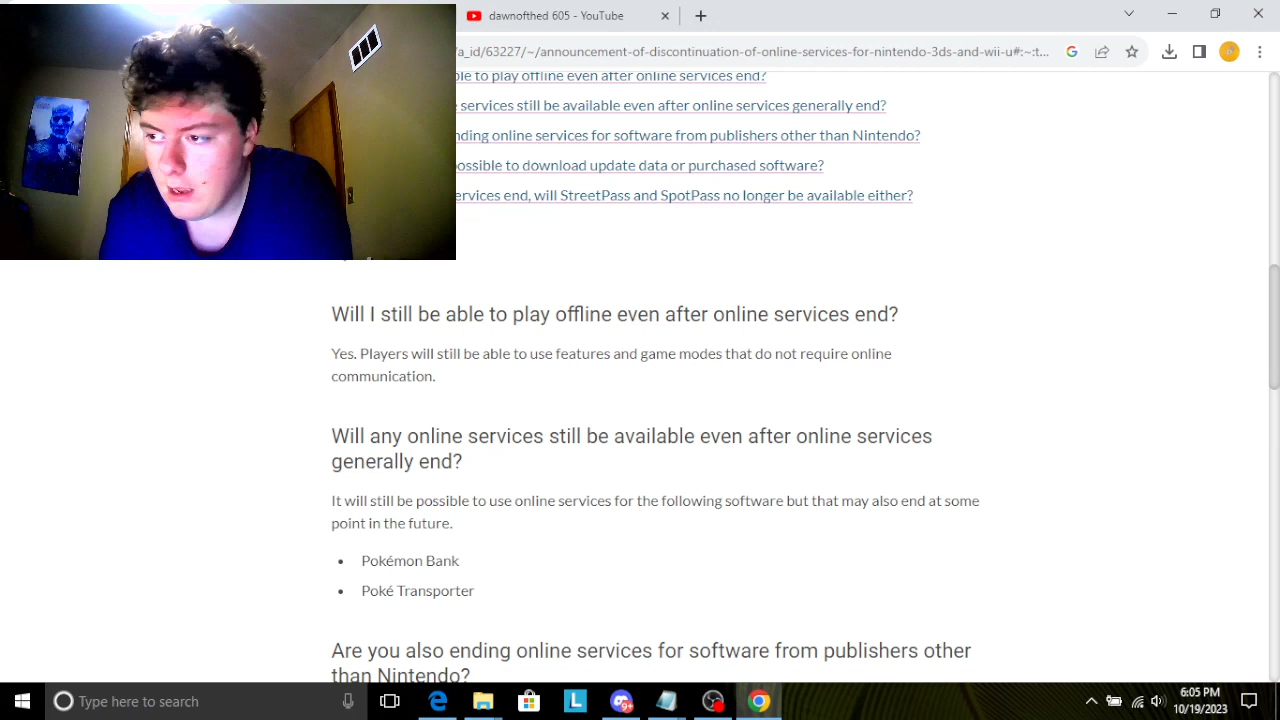 dawnofthed 605 - YouTube
/a_id/63227/~/announcement-of-discontinuation-of-online-services-for-nintendo-3ds-and-wii-u#:~:t...
ble to play offline even after online services end?
e services still be available even after online services generally end?
nding online services for software from publishers other than Nintendo?
possible to download update data or purchased software?
ervices end, will StreetPass and SpotPass no longer be available either?
Will I still be able to play offline even after online services end?
Yes. Players will still be able to use features and game modes that do not require online
communication.
Will any online services still be available even after online services
generally end?
It will still be possible to use online services for the following software but that may also end at some
point in the future.
• Pokémon Bank
• Poké Transporter
Are you also ending online services for software from publishers other
than Nintendo?
Type here to search
6:05 PM
10/19/2023